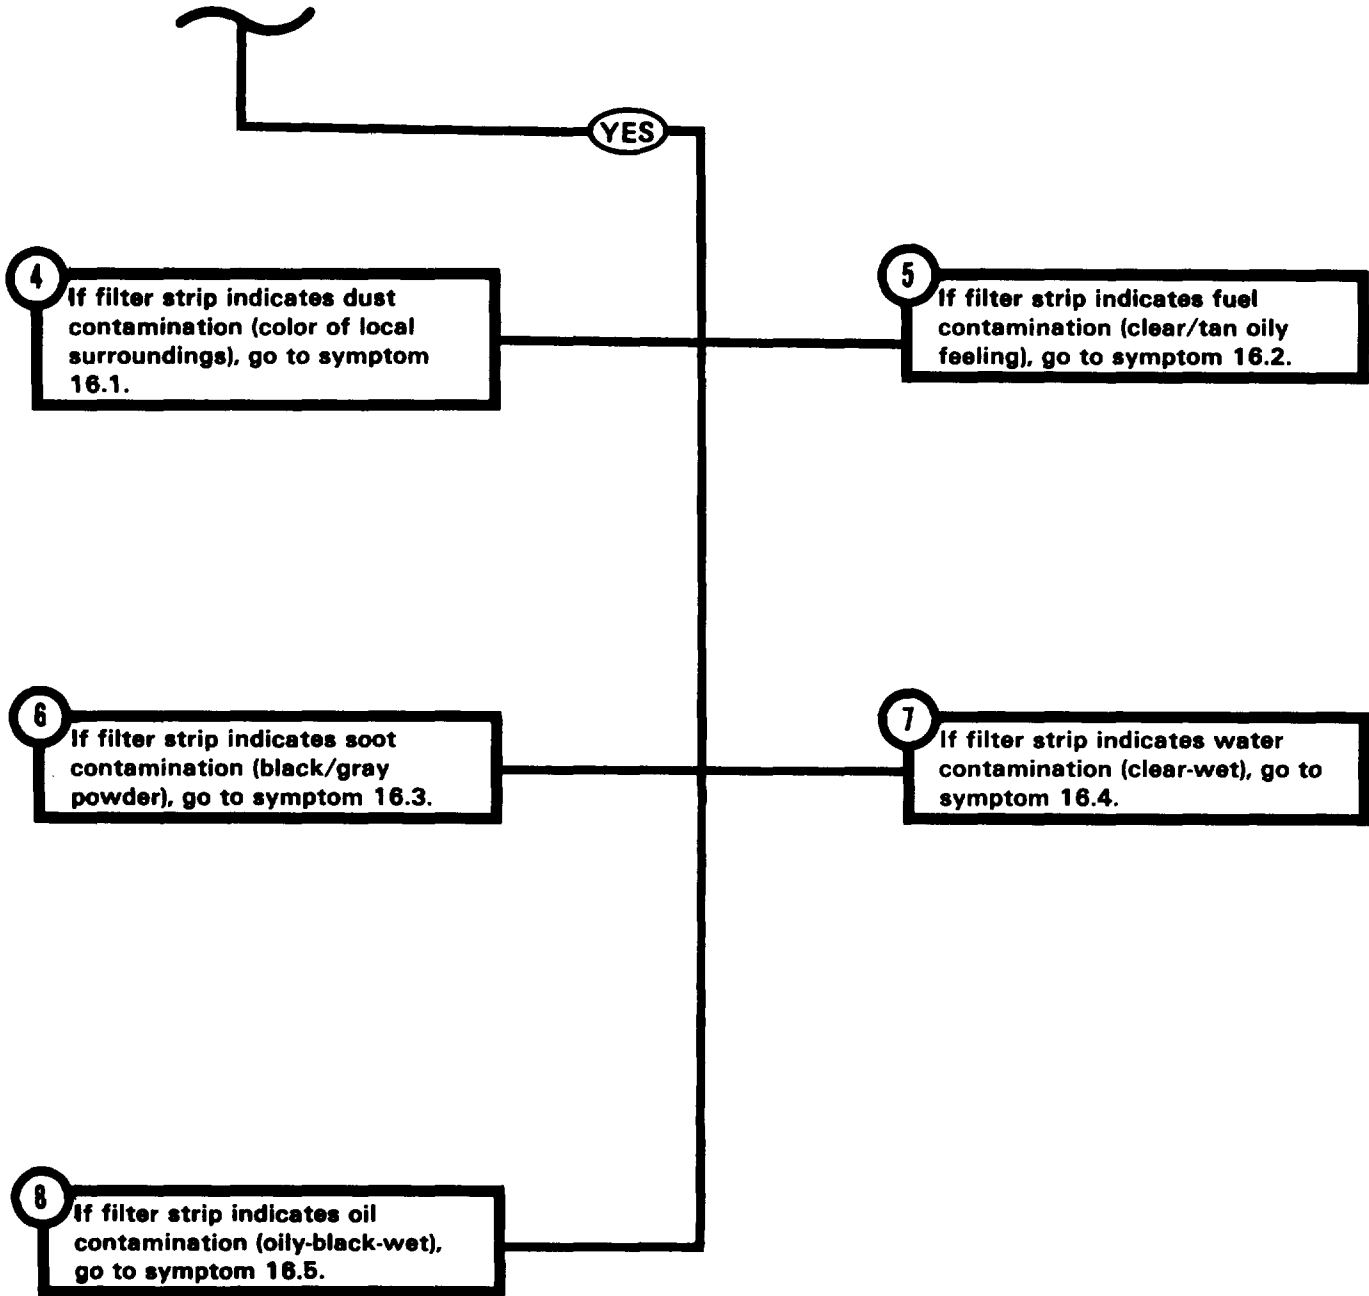 YES
4
If filter strip indicates dust
contamination (color of local
surroundings), go to symptom
16.1.
5
If filter strip indicates fuel
contamination (clear/tan oily
feeling), go to symptom 16.2.
6
If filter strip indicates soot
contamination (black/gray
powder), go to symptom 16.3.
7
If filter strip indicates water
contamination (clear-wet), go to
symptom 16.4.
8
If filter strip indicates oil
contamination (oily-black-wet),
go to symptom 16.5.